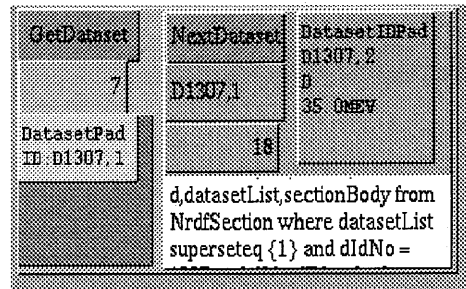 GetDataset
7
DatasetPad
ID:D1307,1
NextDataset
D1307,1
18
DatasetIDPad
D1307,2
D
35.0MEV
d,datasetList,sectionBody from
NrdfSection where datasetList
superseteq {1} and dIdNo =